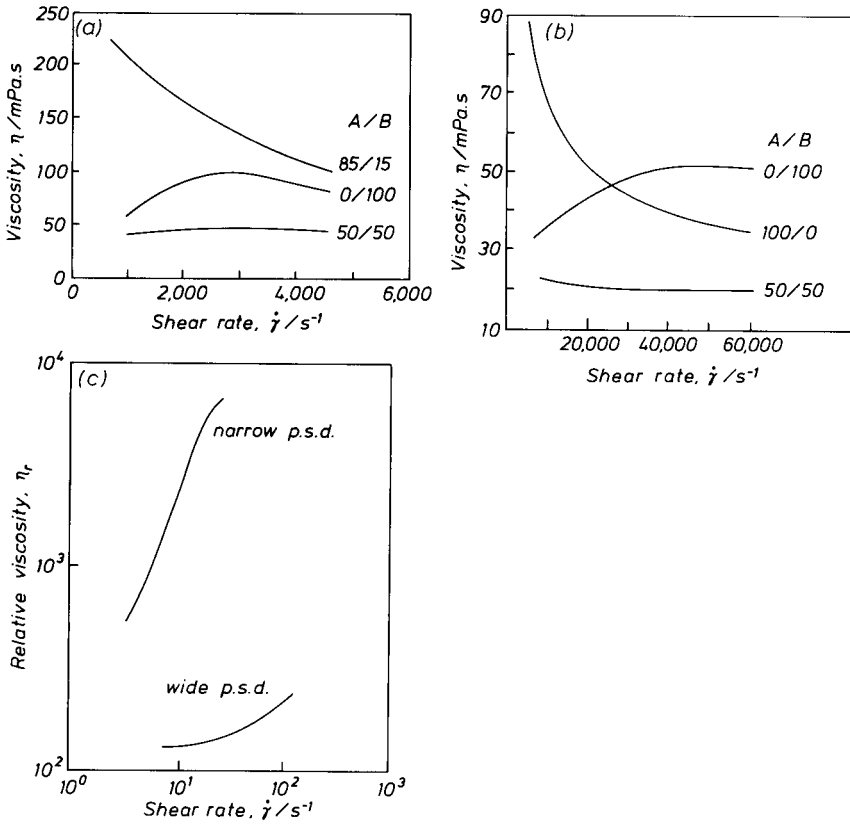 (a)
250
200
150
100
50
0
Viscosity, η/mPa.s
A/B
85/15
0/100
50/50
0 2,000 4,000 6,000
Shear rate, γ̇/s⁻¹
(b)
90
70
50
30
10
Viscosity, η/mPa.s
A/B
0/100
100/0
50/50
20,000 40,000 60,000
Shear rate, γ̇/s⁻¹
(c)
10⁴
10³
10²
Relative viscosity, ηr
narrow p.s.d.
wide p.s.d.
10⁰ 10¹ 10² 10³
Shear rate, γ̇/s⁻¹